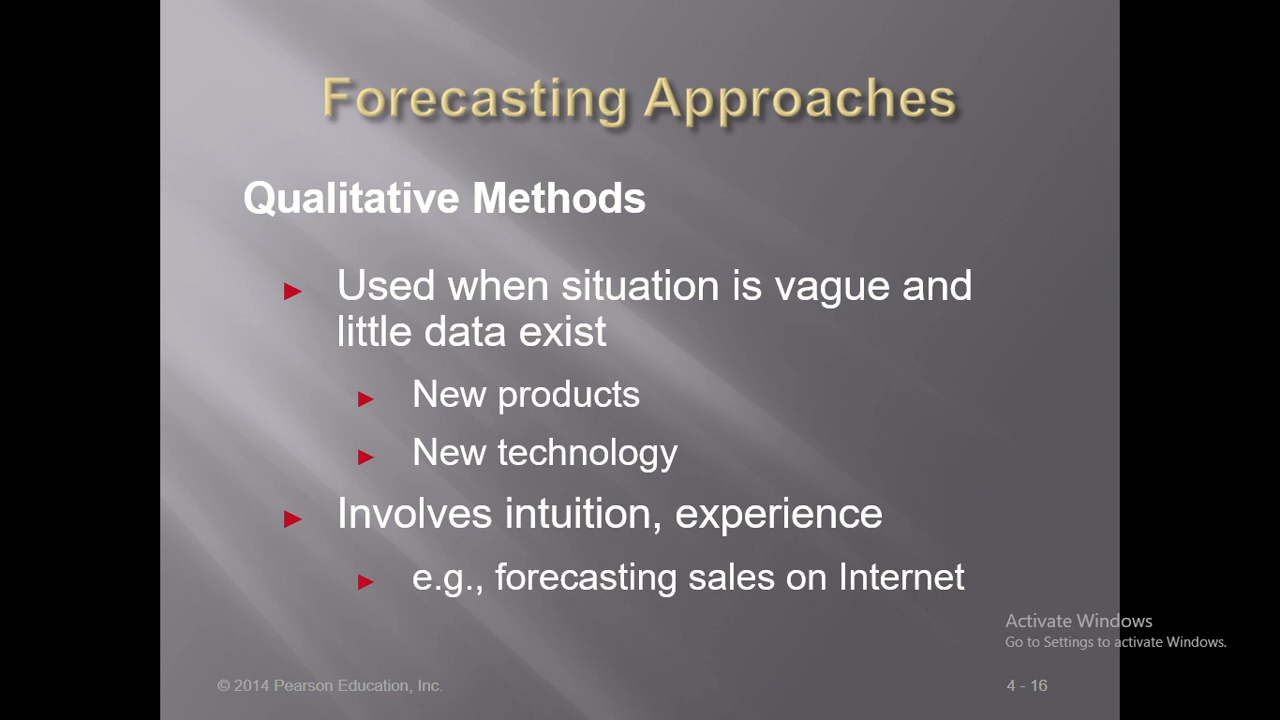 Forecasting Approaches
Qualitative Methods
► Used when situation is vague and
little data exist
► New products
► New technology
► Involves intuition, experience
► e.g., forecasting sales on Internet
Activate Windows
Go to Settings to activate Windows.
© 2014 Pearson Education, Inc.
4 - 16